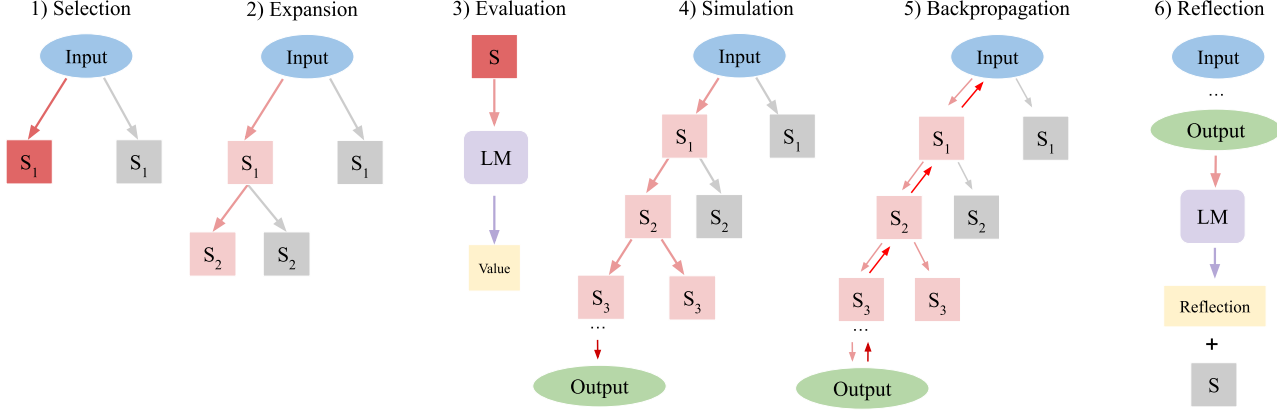 1) Selection
Input
S1
S1
2) Expansion
Input
S1
S1
S2
S2
3) Evaluation
S
LM
Value
4) Simulation
Input
S1
S1
S2
S2
S3
S3
...
Output
5) Backpropagation
Input
S1
S1
S2
S2
S3
S3
...
Output
6) Reflection
Input
...
Output
LM
Reflection
+
S